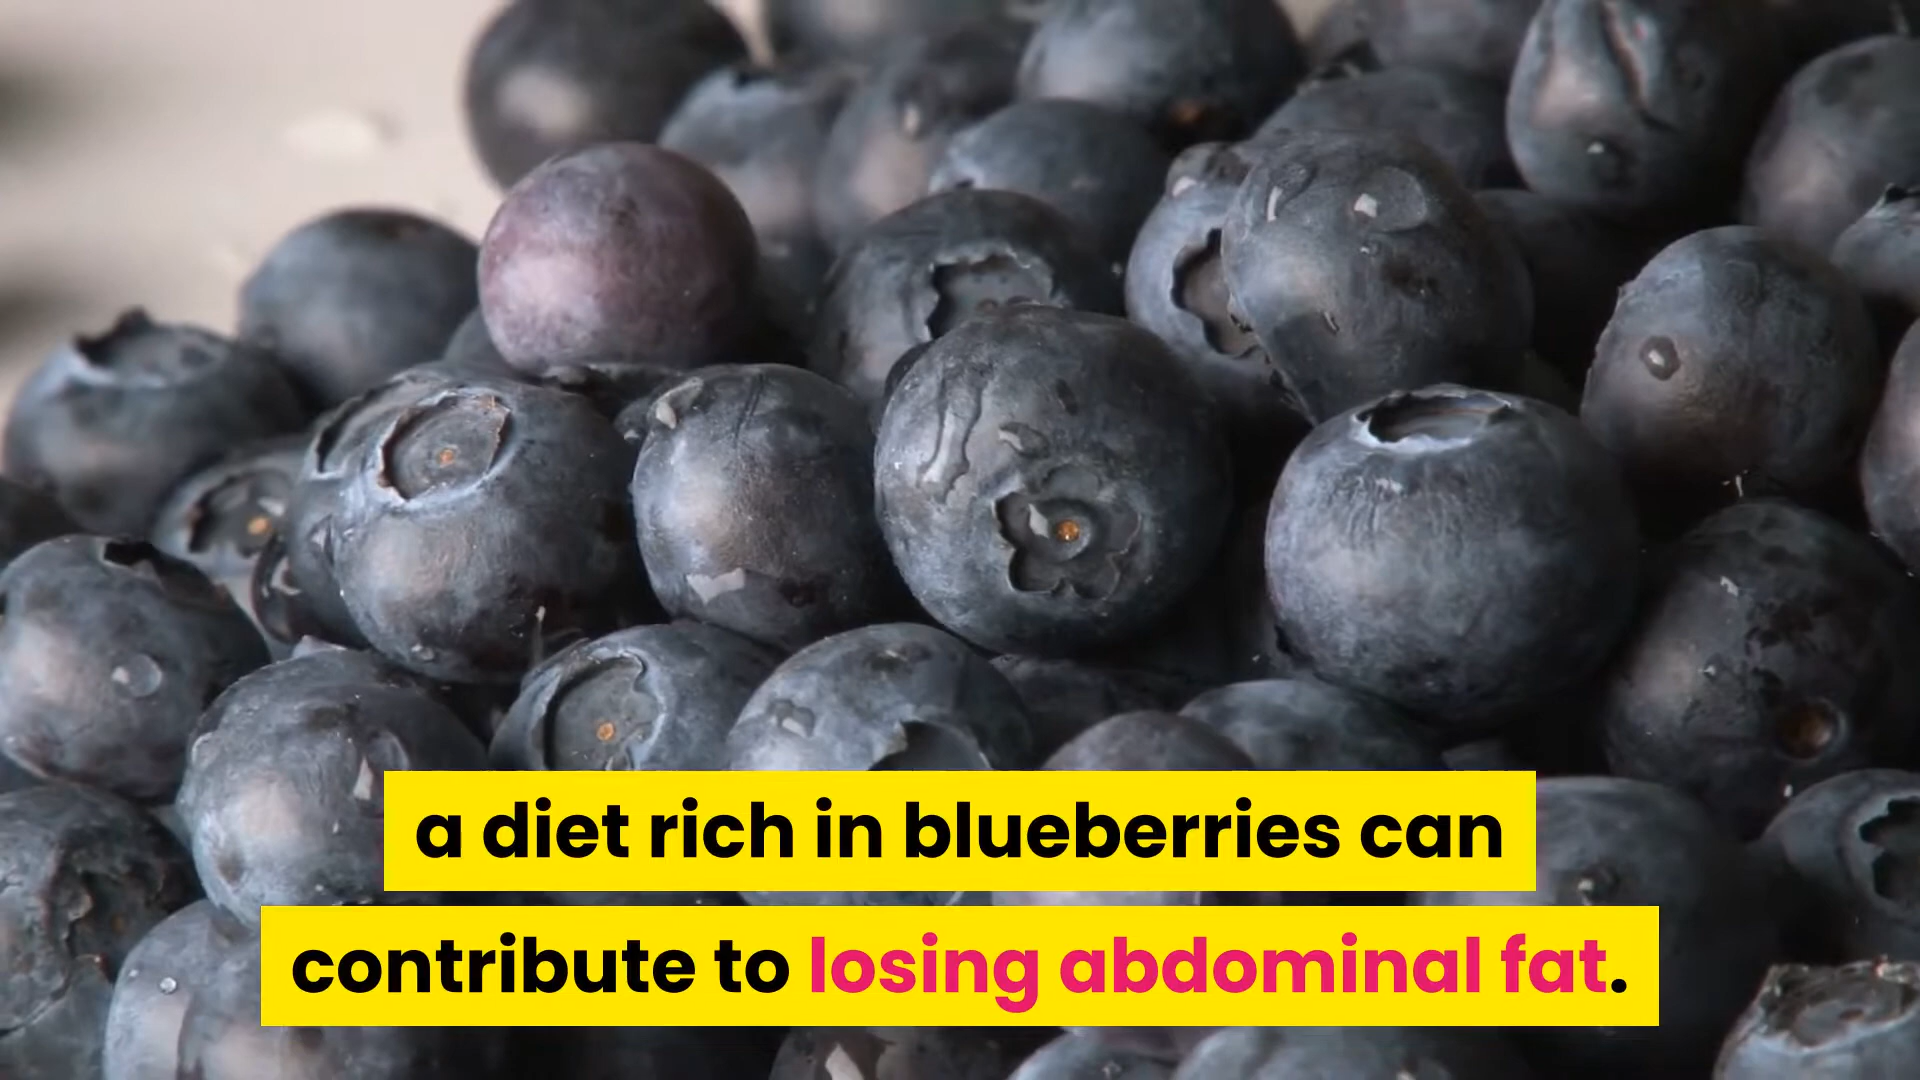 a diet rich in blueberries can
contribute to losing abdominal fat.